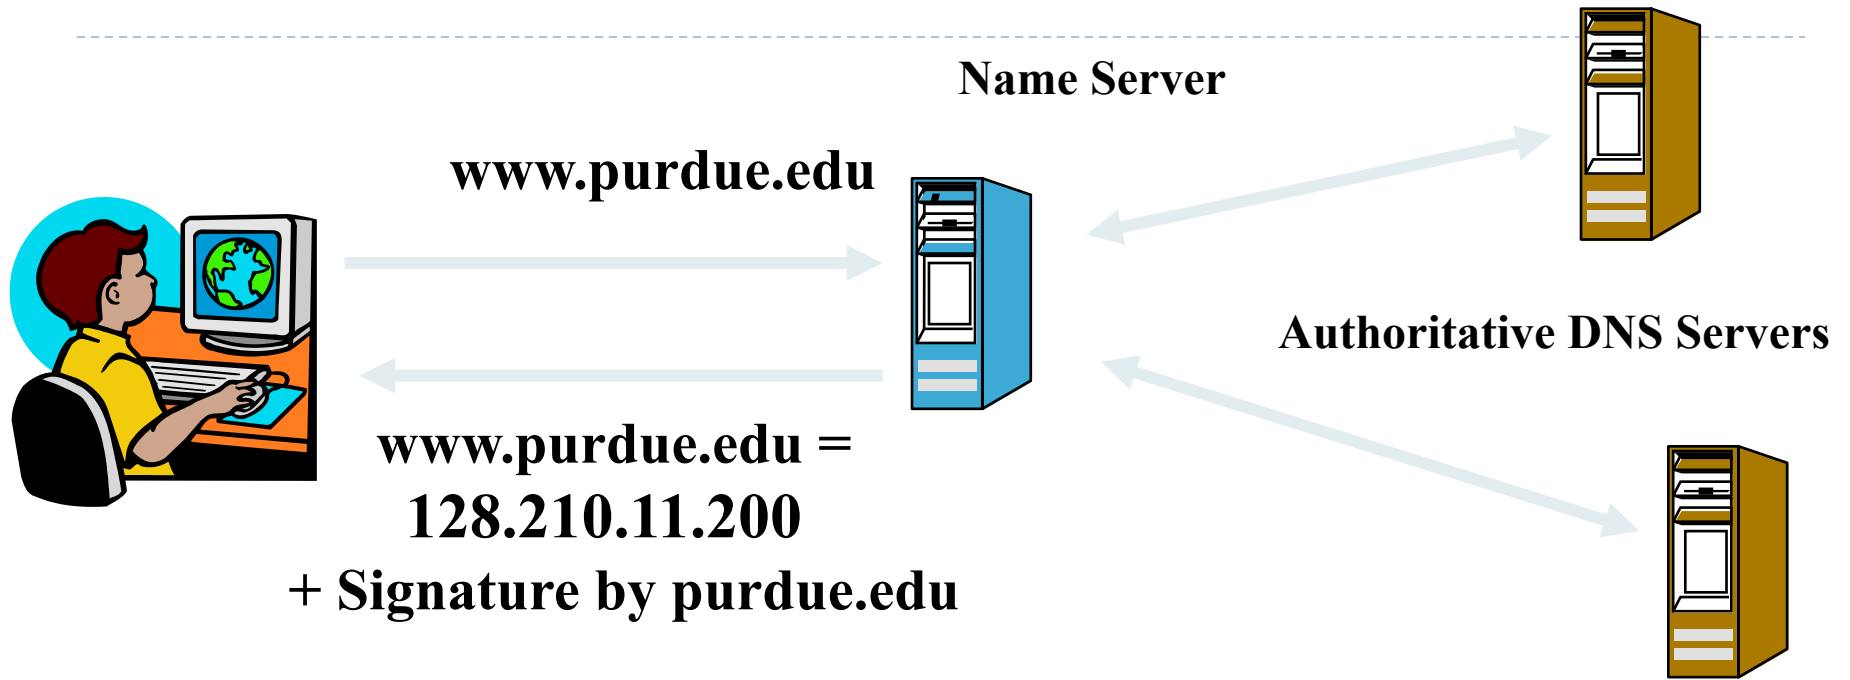 Name Server
www.purdue.edu
Authoritative DNS Servers
www.purdue.edu =
128.210.11.200
+ Signature by purdue.edu